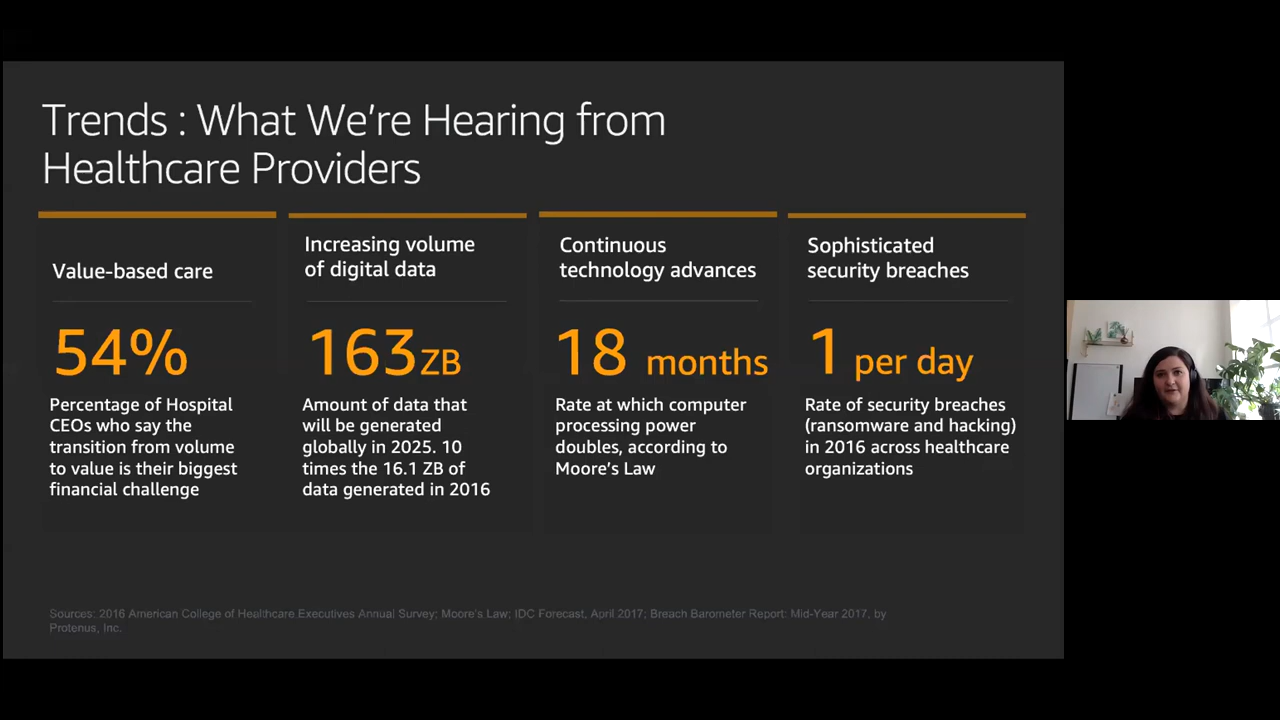 Trends : What We're Hearing from
Healthcare Providers
Value-based care
54%
Percentage of Hospital
CEOs who say the
transition from volume
to value is their biggest
financial challenge
Increasing volume
of digital data
163ZB
Amount of data that
will be generated
globally in 2025. 10
times the 16.1 ZB of
data generated in 2016
Continuous
technology advances
18 months
Rate at which computer
processing power
doubles, according to
Moore's Law
Sophisticated
security breaches
1 per day
Rate of security breaches
(ransomware and hacking)
in 2016 across healthcare
organizations
Sources: 2016 American College of Healthcare Executives Annual Survey; Moore's Law; IDC Forecast, April 2017; Breach Barometer Report: Mid-Year 2017, by
Protenus, Inc.